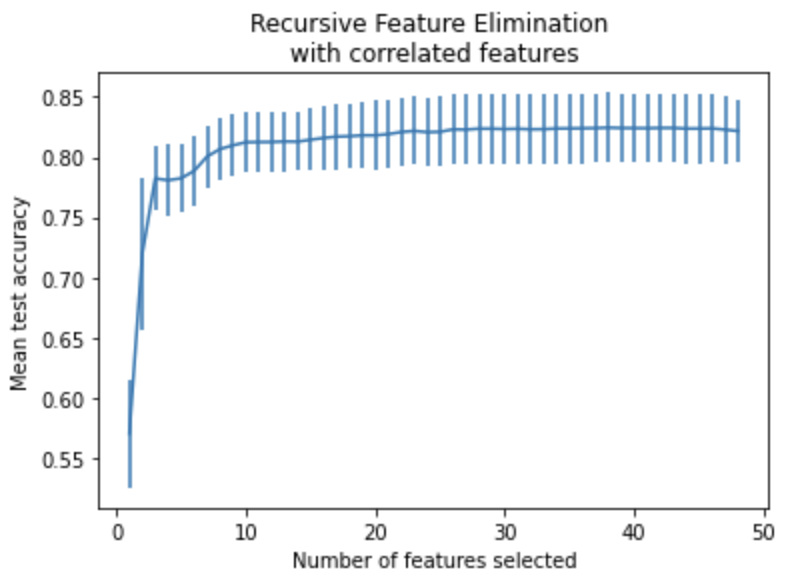 Recursive Feature Elimination
with correlated features
0.85
0.80
0.75
0.70
0.65
0.60
0.55
Mean test accuracy
0 10 20 30 40 50
Number of features selected